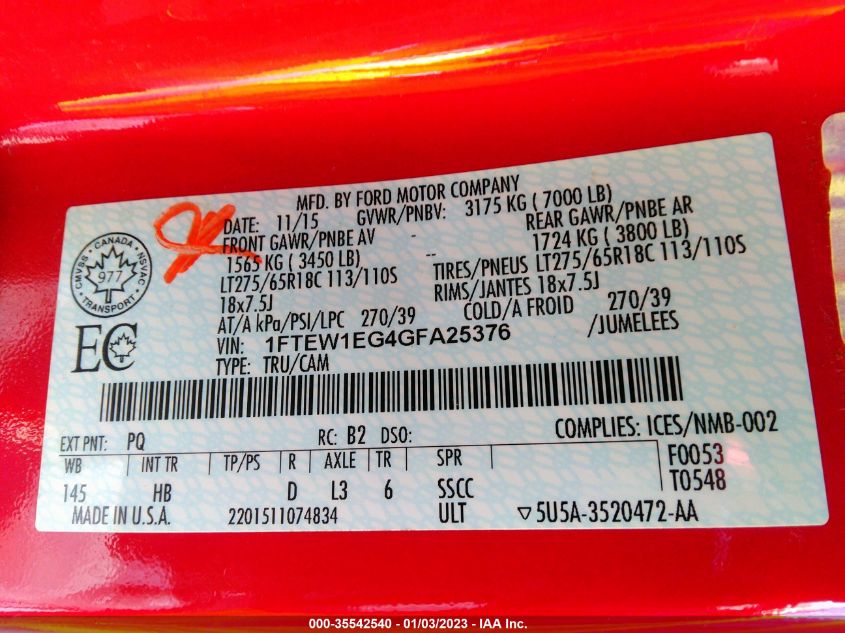 MFD. BY FORD MOTOR COMPANY
DATE: 11/15 GVWR/PNBV: 3175 KG ( 7000 LB)
FRONT GAWR/PNBE AV - REAR GAWR/PNBE AR
1565 KG ( 3450 LB) -- 1724 KG ( 3800 LB)
LT275/65R18C 113/110S TIRES/PNEUS LT275/65R18C 113/110S
18x7.5J RIMS/JANTES 18x7.5J
AT/A kPa/PSI/LPC 270/39 COLD/A FROID 270/39
VIN: 1FTEW1EG4GFA25376 /JUMELEES
TYPE: TRU/CAM
CMVSS - CANADA - NSVAC
977
TRANSPORT
EC
EXT PNT: PQ RC: B2 DSO: COMPLIES: ICES/NMB-002
WB INT TR TP/PS R AXLE TR SPR F0053
145 HB D L3 6 SSCC T0548
MADE IN U.S.A. 2201511074834 ULT ▽5U5A-3520472-AA
000-35542540 - 01/03/2023 - IAA Inc.